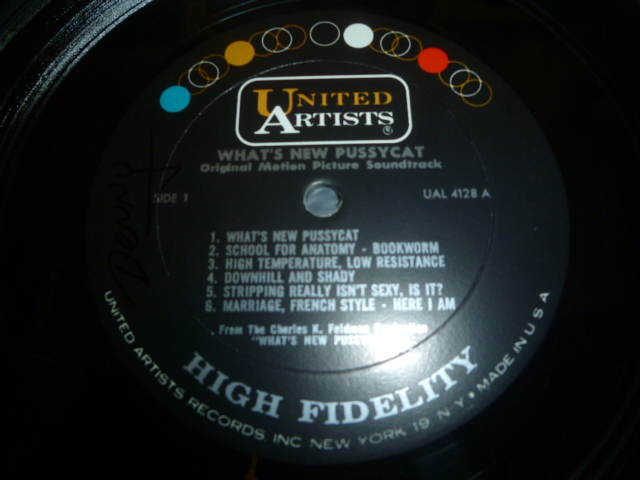 UNITED
ARTISTS
®
WHAT'S NEW PUSSYCAT
Original Motion Picture Soundtrack
SIDE 1
UAL 4128 A
1. WHAT'S NEW PUSSYCAT
2. SCHOOL FOR ANATOMY - BOOKWORM
3. HIGH TEMPERATURE, LOW RESISTANCE
4. DOWNHILL AND SHADY
5. STRIPPING REALLY ISN'T SEXY, IS IT?
6. MARRIAGE, FRENCH STYLE - HERE I AM
From The Charles K. Feldman Production
"WHAT'S NEW
HIGH FIDELITY
UNITED ARTISTS RECORDS, INC NEW YORK 19 N.Y. • MADE IN U S A